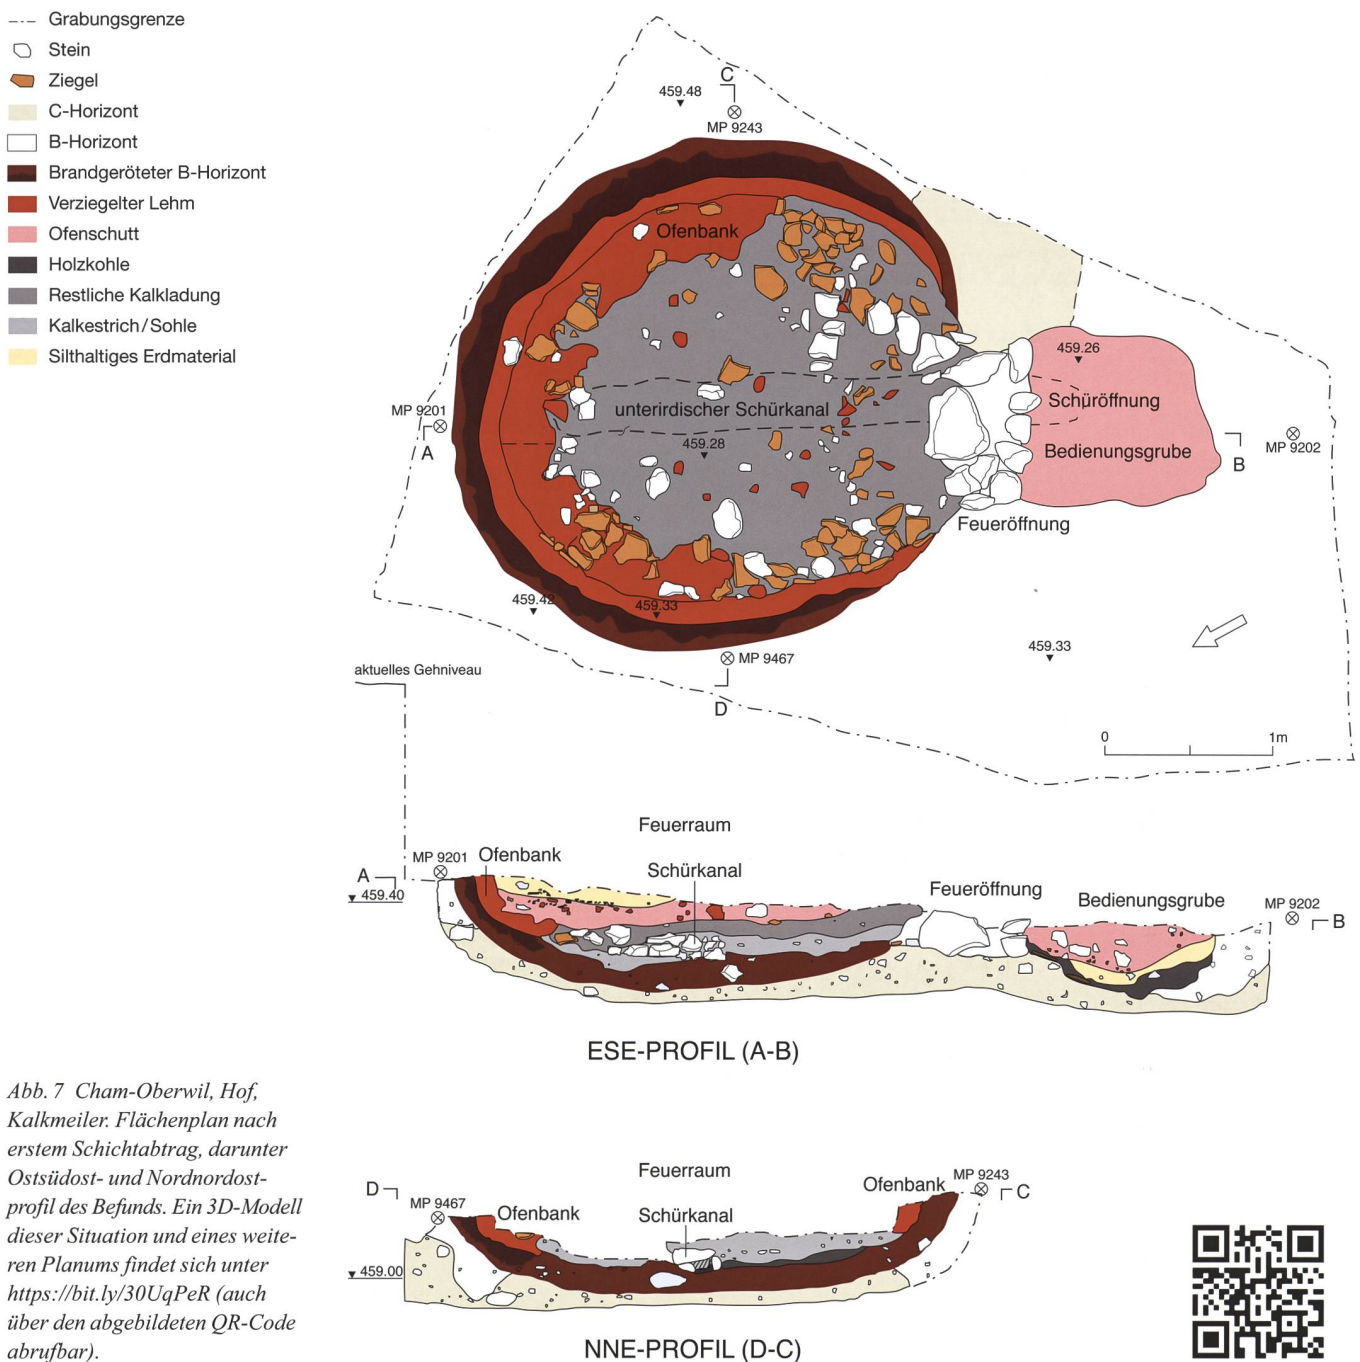 Grabungsgrenze
Stein
Ziegel
C-Horizont
B-Horizont
Brandgeröteter B-Horizont
Verziegelter Lehm
Ofenschutt
Holzkohle
Restliche Kalkladung
Kalkestrich/Sohle
Silthaltiges Erdmaterial
C
459.48
MP 9243
Ofenbank
459.26
MP 9201
unterirdischer Schürkanal
Schüröffnung
A
459.28
Bedienungsgrube
B
MP 9202
Feueröffnung
459.42
459.33
459.33
MP 9467
D
aktuelles Gehniveau
0 1m
Feuerraum
MP 9201
Ofenbank
Schürkanal
A
459.40
Feueröffnung
Bedienungsgrube
MP 9202
B
ESE-PROFIL (A-B)
Feuerraum
D
MP 9467
Ofenbank
Schürkanal
Ofenbank
MP 9243
C
459.00
NNE-PROFIL (D-C)
Abb. 7 Cham-Oberwil, Hof,
Kalkmeiler. Flächenplan nach
erstem Schichtabtrag, darunter
Ostsüdost- und Nordnordost-
profil des Befunds. Ein 3D-Modell
dieser Situation und eines weite-
ren Planums findet sich unter
https://bit.ly/30UqPeR (auch
über den abgebildeten QR-Code
abrufbar).